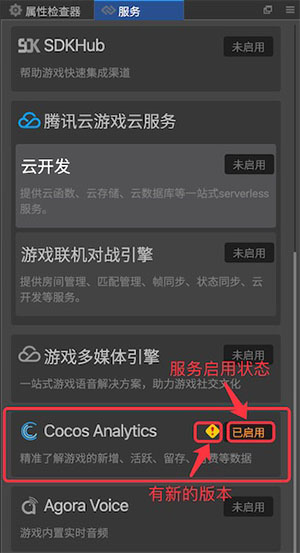 属性检查器
服务
SDK SDKHub
未启用
帮助游戏快速集成渠道
腾讯云游戏云服务
云开发
未启用
提供云函数、云存储、云数据库等一站式serverless
服务。
游戏联机对战引擎
未启用
提供房间管理、匹配管理、帧同步、状态同步、云
开发等服务。
游戏多媒体引擎
未启用
一站式游戏语音解决方案，助力游戏社交文化
服务启用状态
Cocos Analytics
已启用
精准了解游戏的新增、活跃、留存、付费等数据
有新的版本
Agora Voice
未启用
游戏内置实时音频